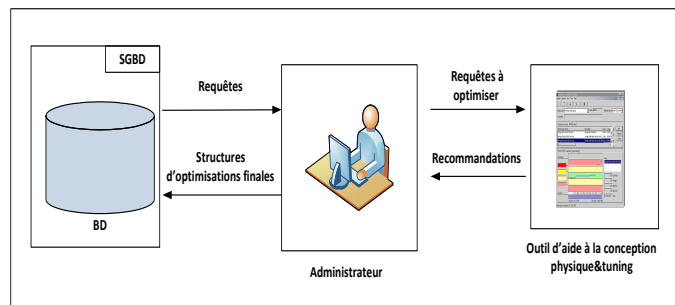 SGBD
Requêtes
Structures
d'optimisations finales
BD
Administrateur
Requêtes à
optimiser
Recommandations
Outil d'aide à la conception
physique&tuning